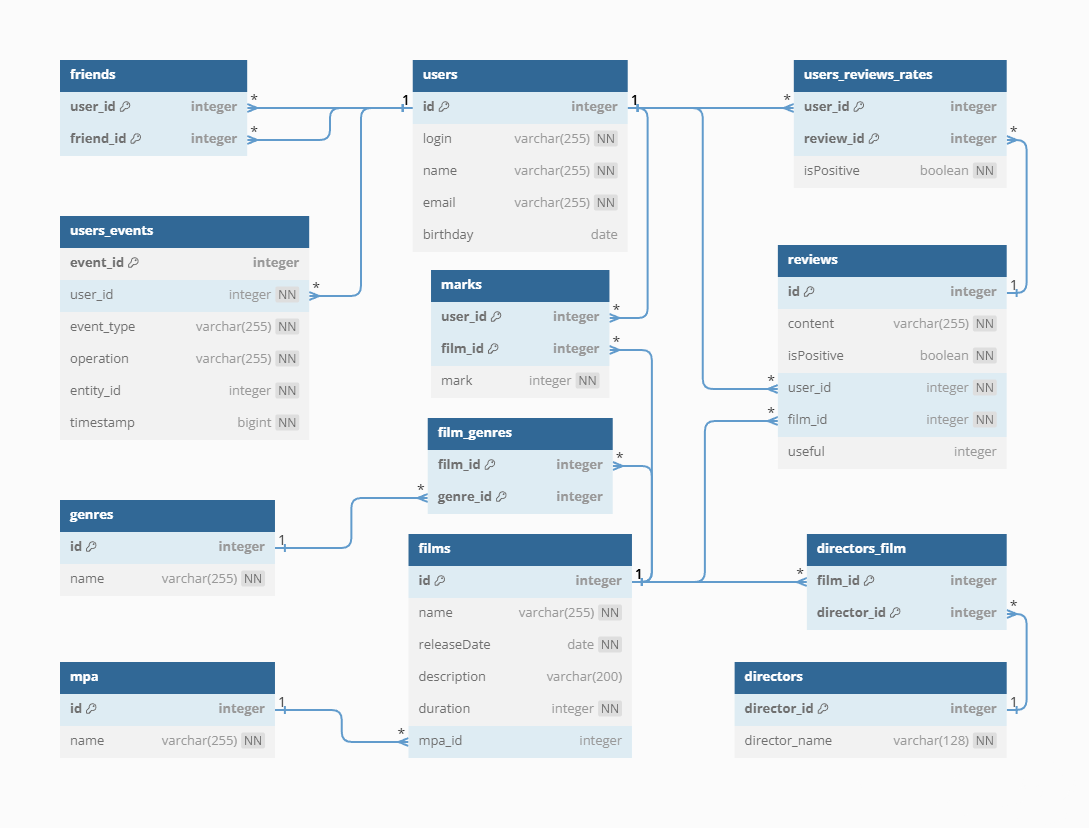 friends
user_id integer
friend_id integer
users
id integer
login varchar(255) NN
name varchar(255) NN
email varchar(255) NN
birthday date
users_reviews_rates
user_id integer
review_id integer
isPositive boolean NN
users_events
event_id integer
user_id integer NN
event_type varchar(255) NN
operation varchar(255) NN
entity_id integer NN
timestamp bigint NN
marks
user_id integer
film_id integer
mark integer NN
reviews
id integer
content varchar(255) NN
isPositive boolean NN
user_id integer NN
film_id integer NN
useful integer
film_genres
film_id integer
genre_id integer
genres
id integer
name varchar(255) NN
films
id integer
name varchar(255) NN
releaseDate date NN
description varchar(200)
duration integer NN
mpa_id integer
directors_film
film_id integer
director_id integer
mpa
id integer
name varchar(255) NN
directors
director_id integer
director_name varchar(128) NN
*
*
1
1
*
*
*
*
*
1
*
*
*
*
1
1
*
*
1
*
1